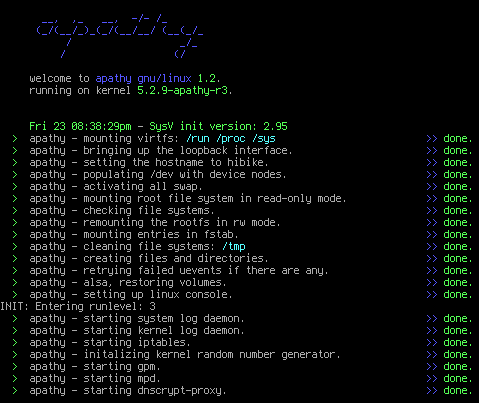 apathy
welcome to apathy gnu/linux 1.2.
running on kernel 5.2.9-apathy-r3.
Fri 23 08:38:29pm - SysV init version: 2.95
> apathy - mounting virtfs: /run /proc /sys >> done.
> apathy - bringing up the loopback interface. >> done.
> apathy - setting the hostname to hibike. >> done.
> apathy - populating /dev with device nodes. >> done.
> apathy - activating all swap. >> done.
> apathy - mounting root file system in read-only mode. >> done.
> apathy - checking file systems. >> done.
> apathy - remounting the rootfs in rw mode. >> done.
> apathy - mounting entries in fstab. >> done.
> apathy - cleaning file systems: /tmp >> done.
> apathy - creating files and directories. >> done.
> apathy - retrying failed uevents if there are any. >> done.
> apathy - alsa, restoring volumes. >> done.
> apathy - setting up linux console. >> done.
INIT: Entering runlevel: 3
> apathy - starting system log daemon. >> done.
> apathy - starting kernel log daemon. >> done.
> apathy - starting iptables. >> done.
> apathy - initalizing kernel random number generator. >> done.
> apathy - starting gpm. >> done.
> apathy - starting mpd. >> done.
> apathy - starting dnscrypt-proxy. >> done.